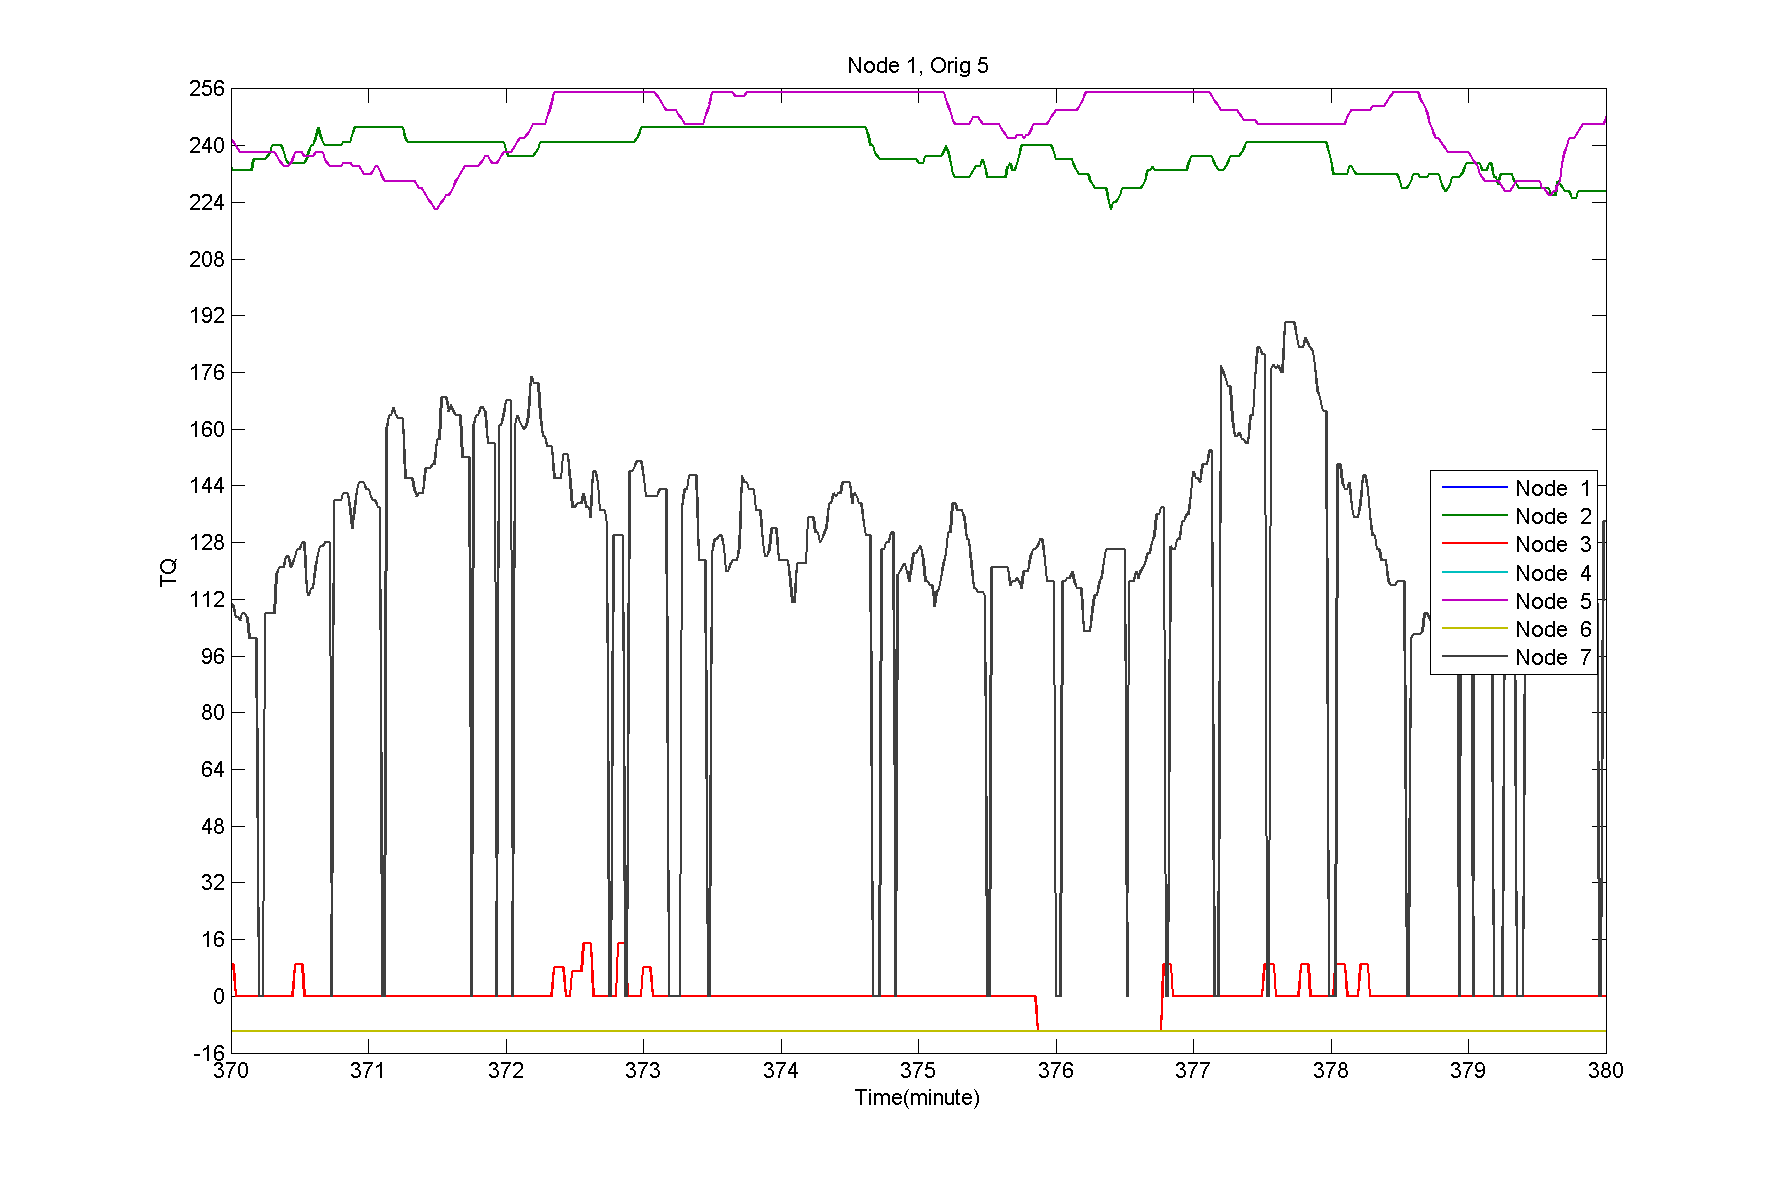 Node 1, Orig 5
256
240
224
208
192
176
160
144
128
112
96
80
64
48
32
16
0
-16
TQ
Node 1
Node 2
Node 3
Node 4
Node 5
Node 6
Node 7
370 371 372 373 374 375 376 377 378 379 380
Time(minute)